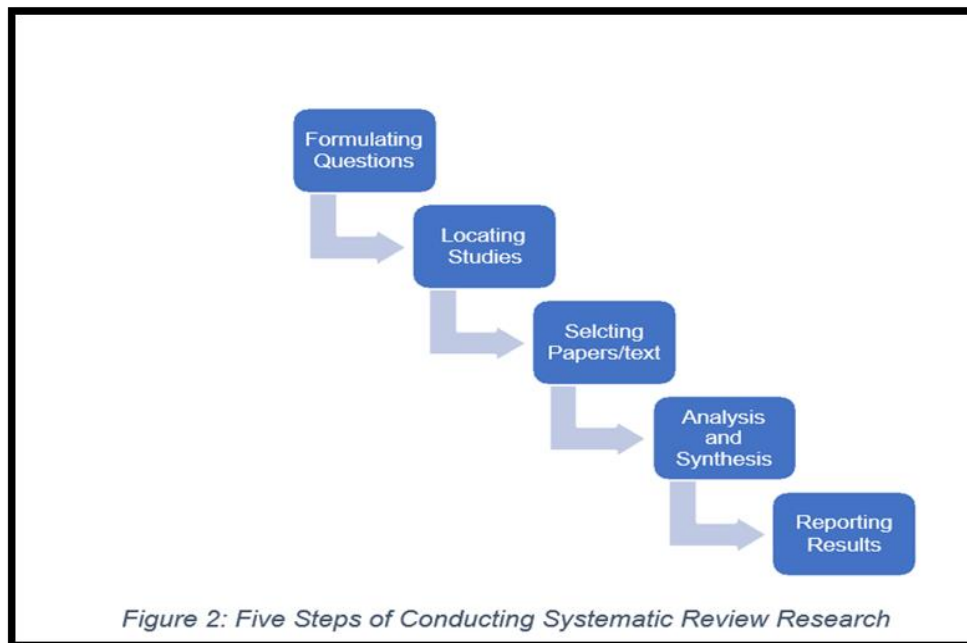 Formulating
Questions
Locating
Studies
Selcting
Papers/text
Analysis
and
Synthesis
Reporting
Results
Figure 2: Five Steps of Conducting Systematic Review Research